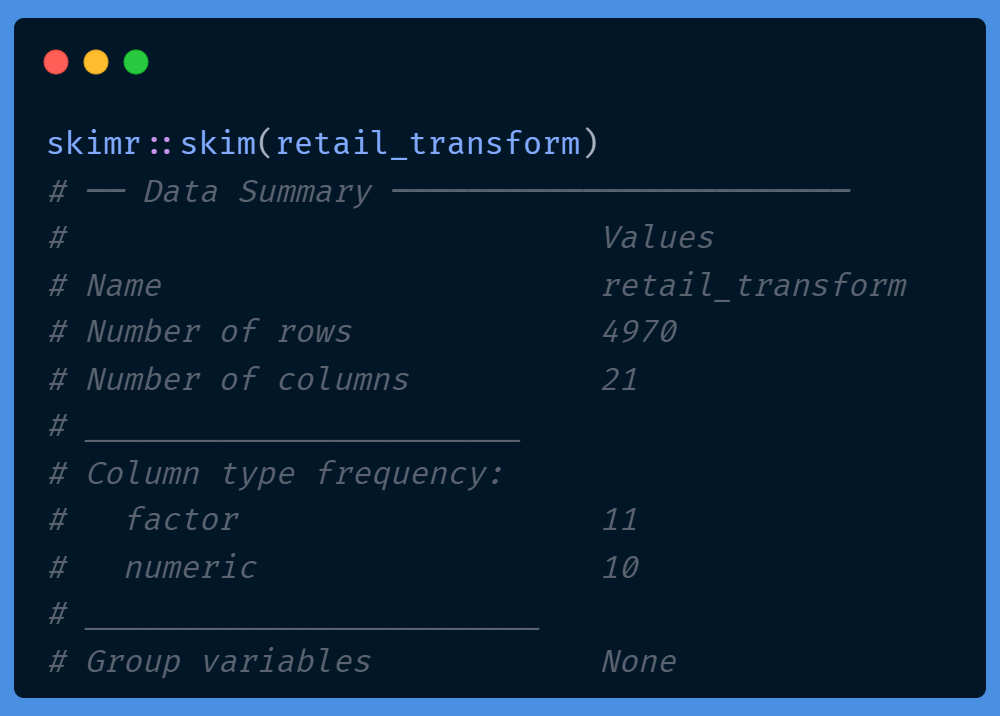 skimr::skim(retail_transform)
# ── Data Summary ────────────────────────
#                            Values
# Name                       retail_transform
# Number of rows             4970
# Number of columns          21
# _______________________
# Column type frequency:
#   factor                   11
#   numeric                  10
# ________________________
# Group variables            None